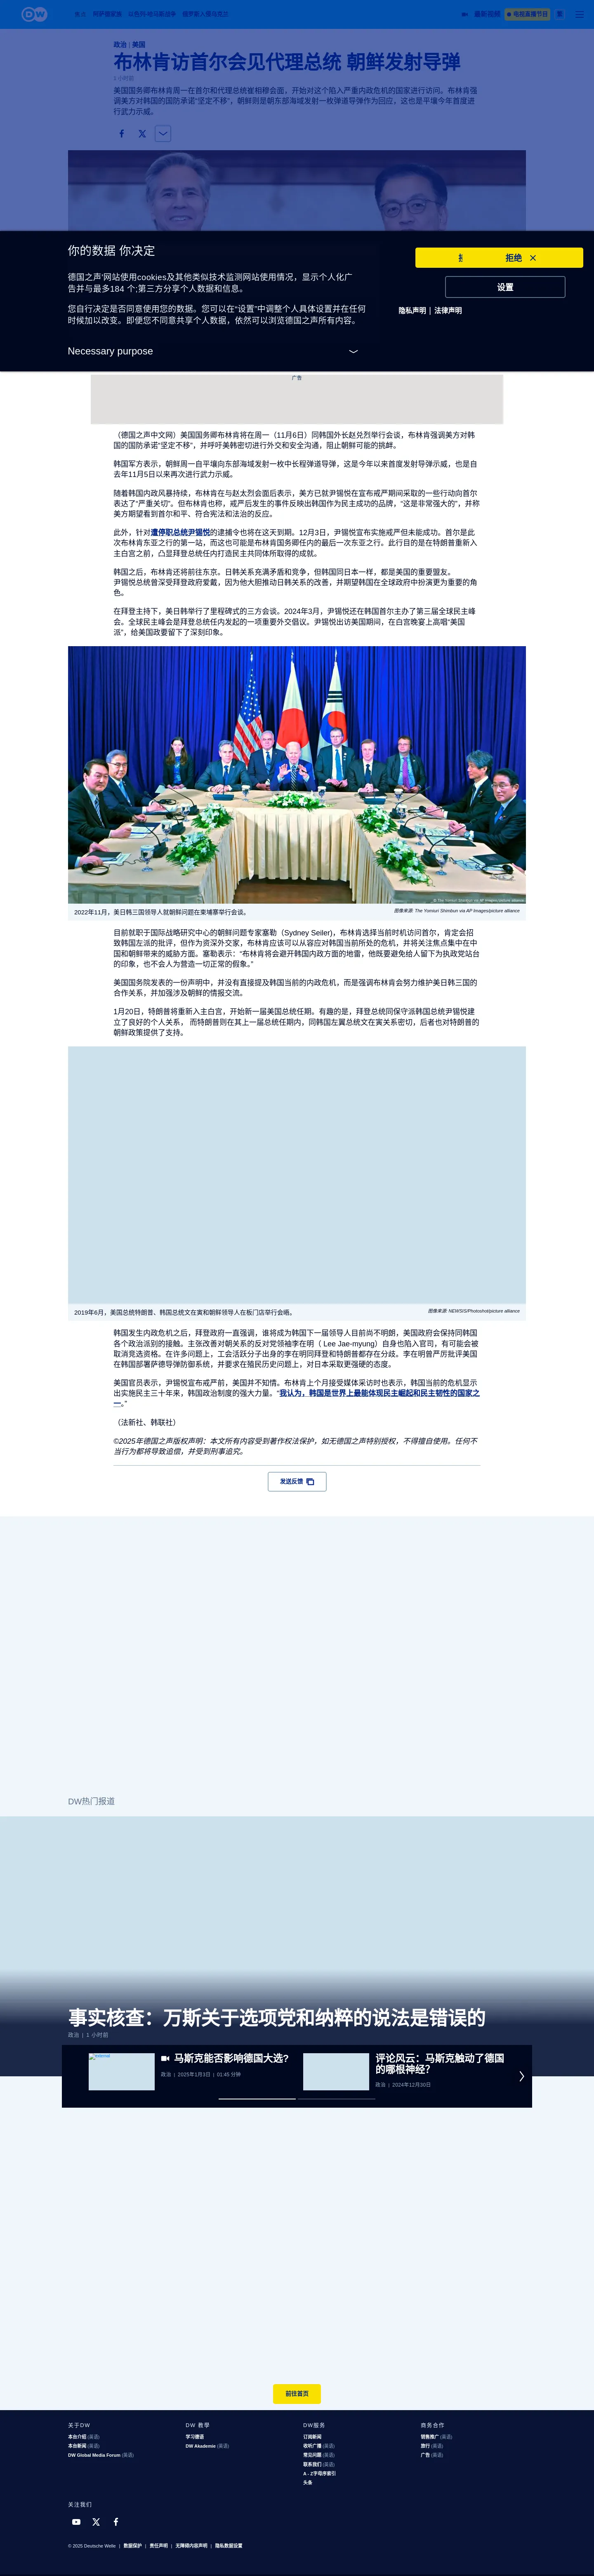 DW
最新视频
电视直播节目
政治 | 美国
布林肯访首尔会见代理总统 朝鲜发射导弹
1 小时前
美国国务卿布林肯周一在首尔和代理总统崔相穆会面，开始对这个陷入严重内政危机的国家进行访问。布林肯强
调美方对韩国的国防承诺“坚定不移”，朝鲜则是朝东部海域发射一枚弹道导弹作为回应，这也是平壤今年首度进
行武力示威。
你的数据 你决定
拒绝
德国之声'网站使用cookies及其他类似技术监测网站使用情况，显示个人化广
告并与最多184 个;第三方分享个人数据和信息。
设置
隐私声明 | 法律声明
您自行决定是否同意使用您的数据。您可以在“设置”中调整个人具体设置并在任何
时候加以改变。即便您不同意共享个人数据，依然可以浏览德国之声所有内容。
Necessary purpose
广告
（德国之声中文网）美国国务卿布林肯将在周一（11月6日）同韩国外长赵兑烈举行会谈，布林肯强调美方对韩
国的国防承诺“坚定不移”，并呼吁美韩密切进行外交和安全沟通，阻止朝鲜可能的挑衅。
韩国军方表示，朝鲜周一自平壤向东部海域发射一枚中长程弹道导弹，这是今年以来首度发射导弹示威，也是自
去年11月5日以来再次进行武力示威。
随着韩国内政风暴持续，布林肯在与赵太烈会面后表示，美方已就尹锡悦在宣布戒严期间采取的一些行动向首尔
表达了“严重关切”。但布林肯也称，戒严后发生的事件反映出韩国作为民主成功的品牌，“这是非常强大的”，并称
美方期望看到首尔和平、符合宪法和法治的反应。
此外，针对遭停职总统尹锡悦的逮捕令也将在这天到期。12月3日，尹锡悦宣布实施戒严但未能成功。首尔是此
次布林肯东亚之行的第一站，而这也可能是布林肯国务卿任内的最后一次东亚之行。此行目的是在特朗普重新入
主白宫之前，凸显拜登总统任内打造民主共同体所取得的成就。
韩国之后，布林肯还将前往东京。日韩关系充满矛盾和竞争，但韩国同日本一样，都是美国的重要盟友。
尹锡悦总统曾深受拜登政府爱戴，因为他大胆推动日韩关系的改善，并期望韩国在全球政府中扮演更为重要的角
色。
在拜登主持下，美日韩举行了里程碑式的三方会谈。2024年3月，尹锡悦还在韩国首尔主办了第三届全球民主峰
会。全球民主峰会是拜登总统任内发起的一项重要外交倡议。尹锡悦出访美国期间，在白宫晚宴上高唱“美国
派”，给美国政要留下了深刻印象。
© The Yomiuri Shimbun via AP Images/picture alliance
2022年11月，美日韩三国领导人就朝鲜问题在柬埔寨举行会谈。
图像来源: The Yomiuri Shimbun via AP Images/picture alliance
目前就职于国际战略研究中心的朝鲜问题专家塞勒（Sydney Seiler)，布林肯选择当前时机访问首尔，肯定会招
致韩国左派的批评，但作为资深外交家，布林肯应该可以从容应对韩国当前所处的危机，并将关注焦点集中在中
国和朝鲜带来的威胁方面。塞勒表示：“布林肯将会避开韩国内政方面的地雷，他既要避免给人留下为执政党站台
的印象，也不会人为营造一切正常的假象。”
美国国务院发表的一份声明中，并没有直接提及韩国当前的内政危机，而是强调布林肯会努力维护美日韩三国的
合作关系，并加强涉及朝鲜的情报交流。
1月20日，特朗普将重新入主白宫，开始新一届美国总统任期。有趣的是，拜登总统同保守派韩国总统尹锡悦建
立了良好的个人关系， 而特朗普则在其上一届总统任期内，同韩国左翼总统文在寅关系密切，后者也对特朗普的
朝鲜政策提供了支持。
2019年6月，美国总统特朗普、韩国总统文在寅和朝鲜领导人在板门店举行会晤。
图像来源: NEWSIS/Photoshot/picture alliance
韩国发生内政危机之后，拜登政府一直强调，谁将成为韩国下一届领导人目前尚不明朗，美国政府会保持同韩国
各个政治派别的接触。主张改善对朝关系的反对党领袖李在明（ Lee Jae-myung）自身也陷入官司，有可能会被
取消竞选资格。在许多问题上，工会活跃分子出身的李在明同拜登和特朗普都存在分歧。李在明曾严厉批评美国
在韩国部署萨德导弹防御系统，并要求在殖民历史问题上，对日本采取更强硬的态度。
美国官员表示，尹锡悦宣布戒严前，美国并不知情。布林肯上个月接受媒体采访时也表示，韩国当前的危机显示
出实施民主三十年来，韩国政治制度的强大力量。“我认为，韩国是世界上最能体现民主崛起和民主韧性的国家之
一。”
（法新社、韩联社）
©2025年德国之声版权声明：本文所有内容受到著作权法保护，如无德国之声特别授权，不得擅自使用。任何不
当行为都将导致追偿，并受到刑事追究。
发送反馈
DW热门报道
事实核查：万斯关于选项党和纳粹的说法是错误的
政治 | 1 小时前
马斯克能否影响德国大选?
政治 | 2025年1月3日 | 01:45 分钟
评论风云：马斯克触动了德国
的哪根神经?
政治 | 2024年12月30日
前往首页
关于DW
本台介绍 (英语)
本台新闻 (英语)
DW Global Media Forum (英语)
DW 教学
学习德语
DW Akademie (英语)
DW服务
订阅新闻
收听广播 (英语)
常见问题 (英语)
联系我们 (英语)
A - Z字母序索引
头条
商务合作
销售推广 (英语)
旅行 (英语)
广告 (英语)
关注我们
© 2025 Deutsche Welle | 数据保护 | 责任声明 | 无障碍内容声明 | 隐私数据设置